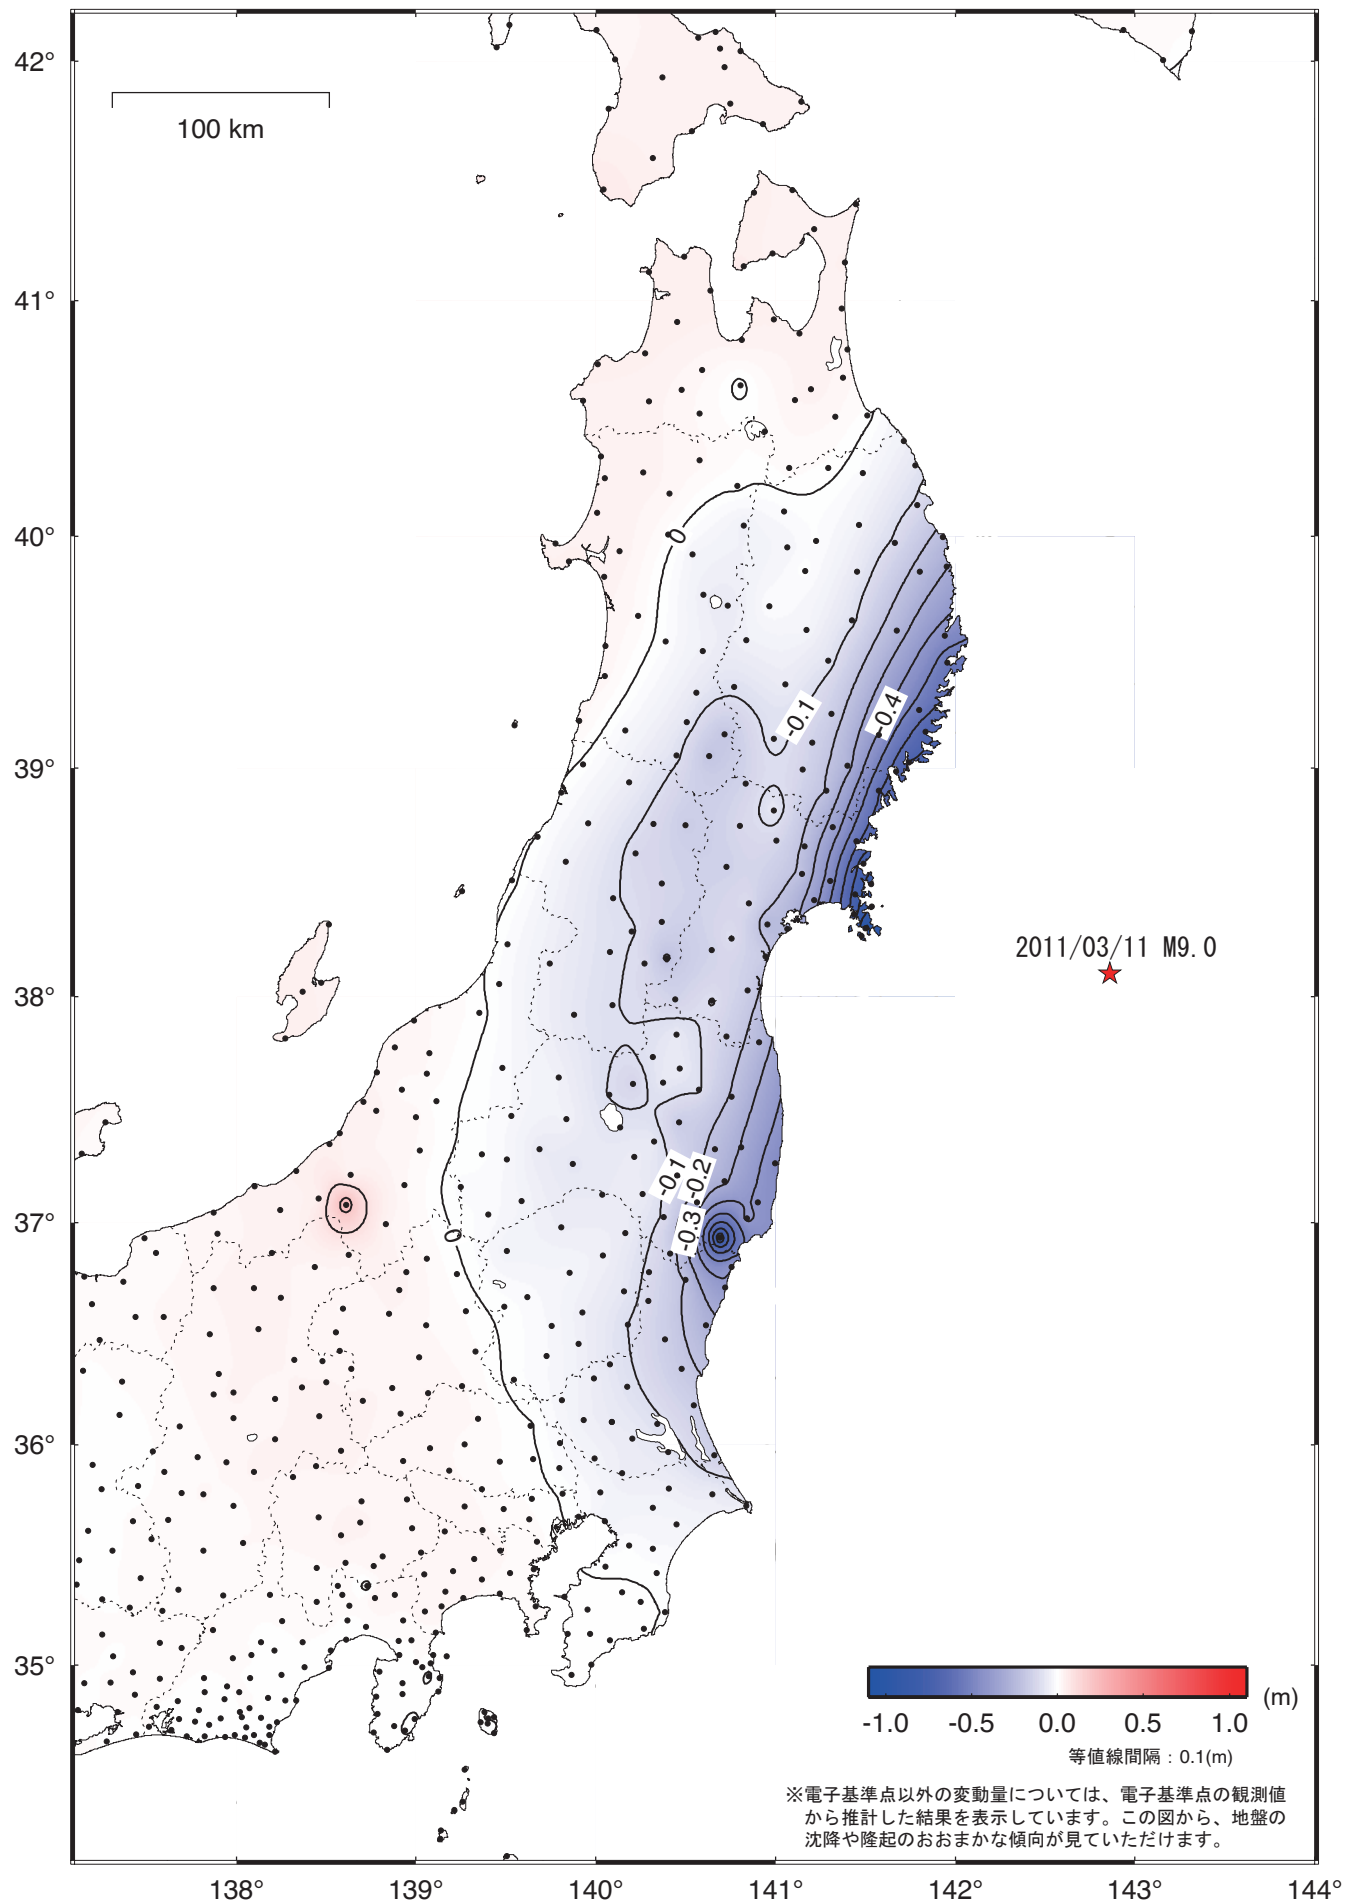 42°
100 km
41°
40°
0
-0.1
-0.4
39°
2011/03/11 M9.0
38°
-0.1
-0.2
-0.3
37°
0
36°
35°
(m)
-1.0 -0.5 0.0 0.5 1.0
等値線間隔：0.1(m)
※電子基準点以外の変動量については、電子基準点の観測値
から推計した結果を表示しています。この図から、地盤の
沈降や隆起のおおまかな傾向が見ていただけます。
138° 139° 140° 141° 142° 143° 144°